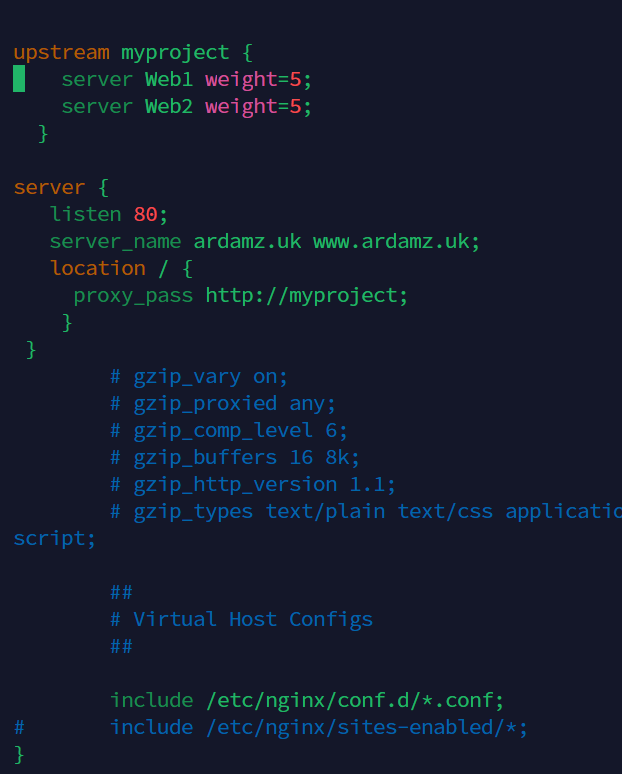 upstream myproject {
    server Web1 weight=5;
    server Web2 weight=5;
  }
server {
   listen 80;
   server_name ardamz.uk www.ardamz.uk;
   location / {
     proxy_pass http://myproject;
    }
 }
        # gzip_vary on;
        # gzip_proxied any;
        # gzip_comp_level 6;
        # gzip_buffers 16 8k;
        # gzip_http_version 1.1;
        # gzip_types text/plain text/css
script;
        ##
        # Virtual Host Configs
        ##
        include /etc/nginx/conf.d/*.conf;
#       include /etc/nginx/sites-enabled/*;
}